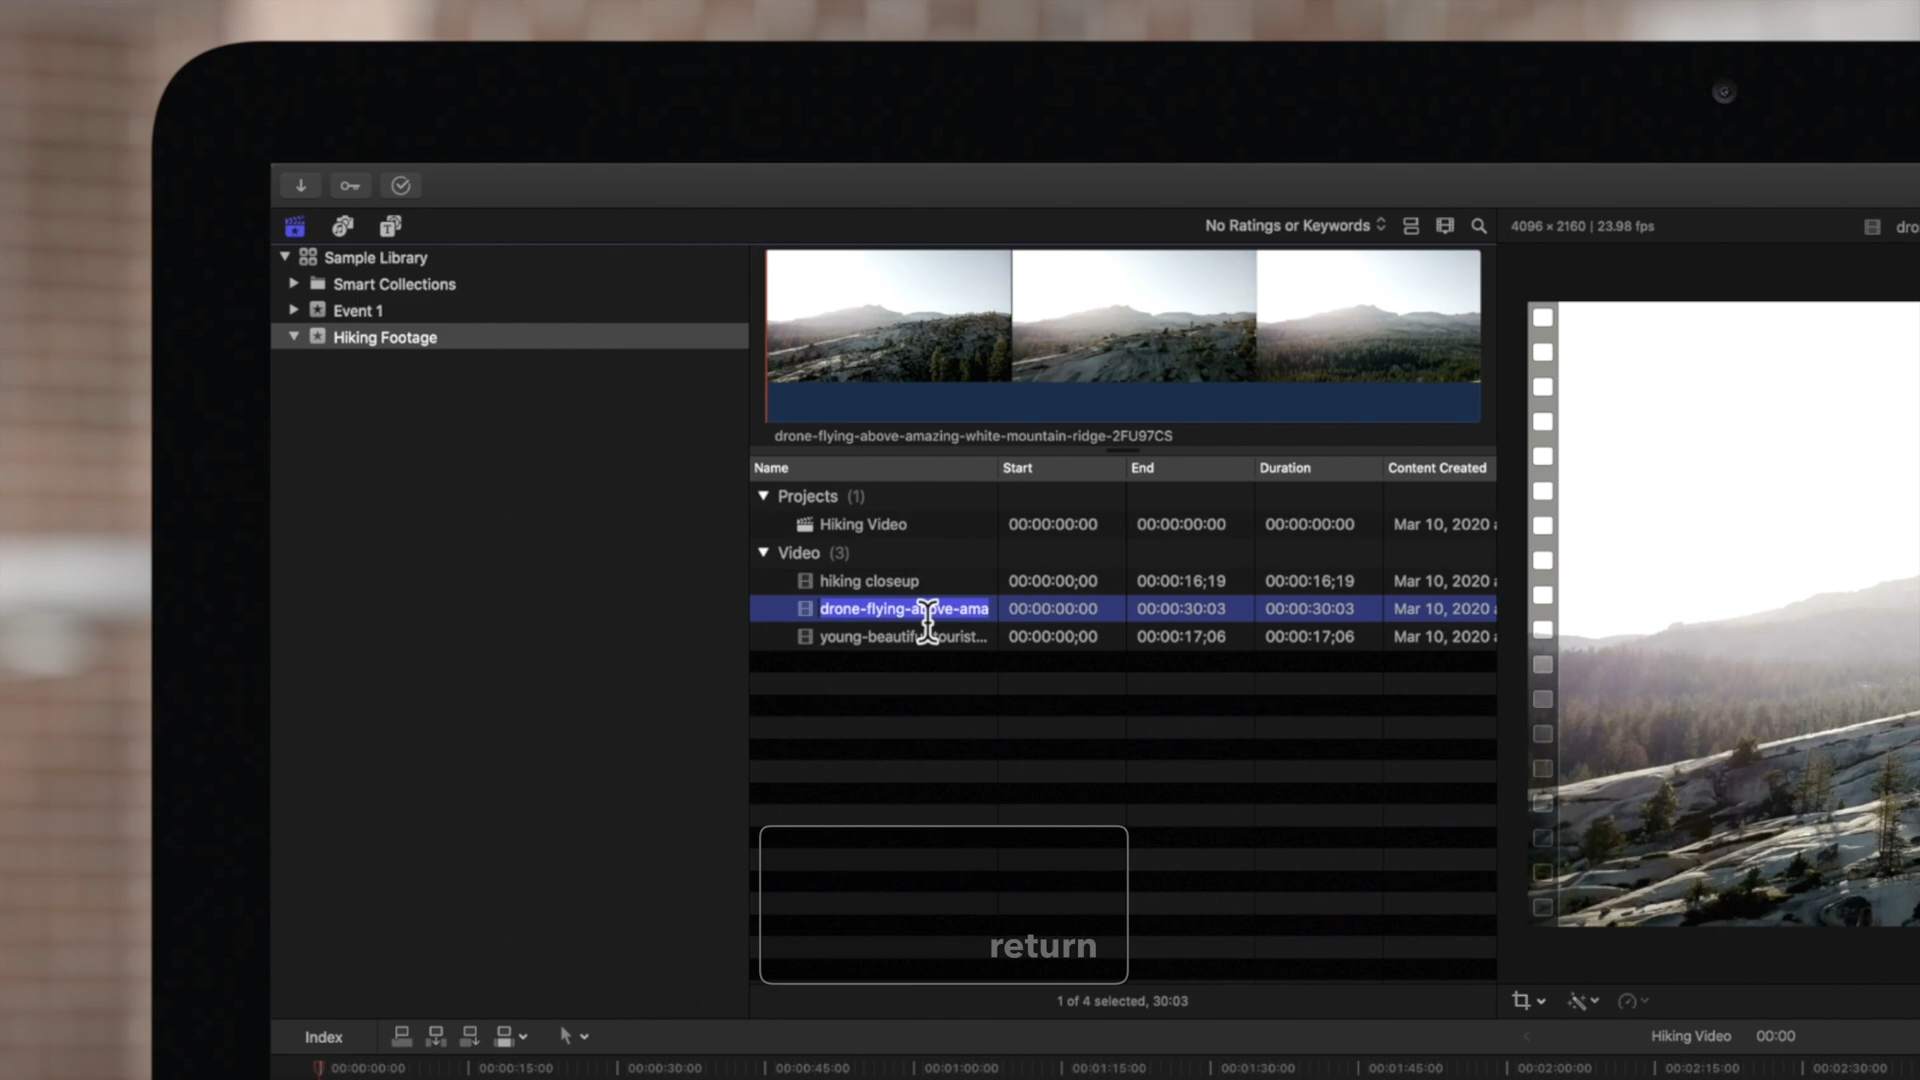 No Ratings or Keywords
4096 × 2160 | 23.98 fps
dro
Sample Library
Smart Collections
Event 1
Hiking Footage
drone-flying-above-amazing-white-mountain-ridge-2FU97CS
Name Start End Duration Content Created
Projects (1)
Hiking Video 00:00:00:00 00:00:00:00 00:00:00:00 Mar 10, 2020 a
Video (3)
hiking closeup 00:00:00;00 00:00:16;19 00:00:16;19 Mar 10, 2020 a
drone-flying-above-ama 00:00:00:00 00:00:30:03 00:00:30:03 Mar 10, 2020 a
young-beautiful-tourist... 00:00:00;00 00:00:17;06 00:00:17;06 Mar 10, 2020 a
return
1 of 4 selected, 30:03
Index
Hiking Video 00:00
00:00:00:00 00:00:15:00 00:00:30:00 00:00:45:00 00:01:00:00 00:01:15:00 00:01:30:00 00:01:45:00 00:02:00:00 00:02:15:00 00:02:30:00